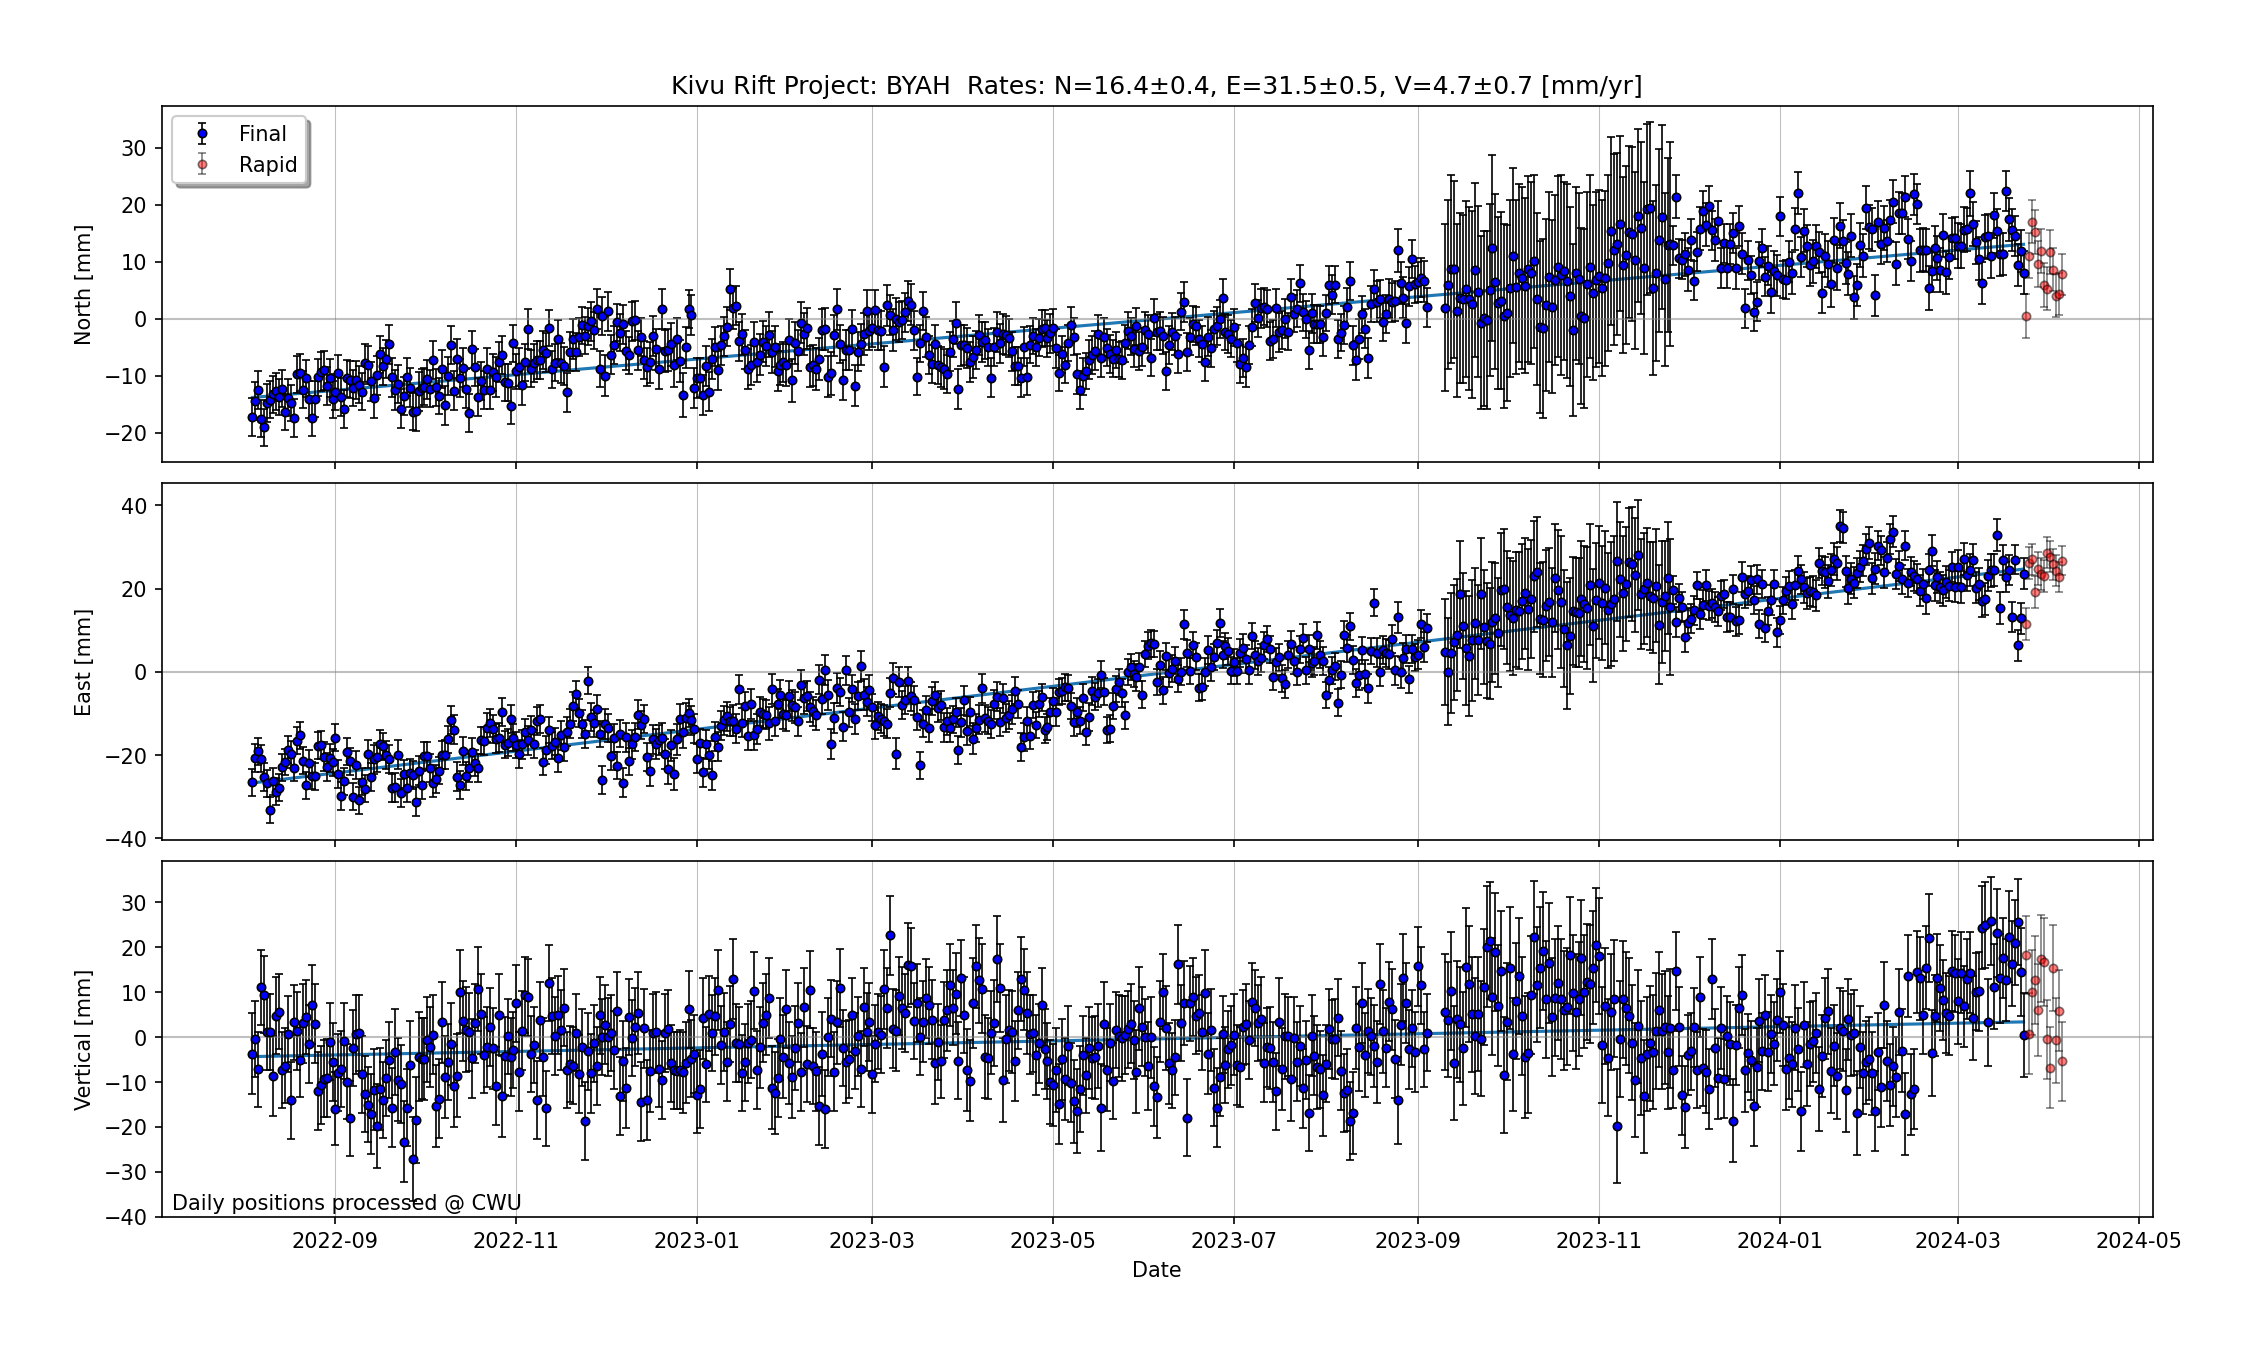 Kivu Rift Project: BYAH  Rates: N=16.4±0.4, E=31.5±0.5, V=4.7±0.7 [mm/yr]
Final
Rapid
North [mm]
30
20
10
0
−10
−20
East [mm]
40
20
0
−20
−40
Vertical [mm]
30
20
10
0
−10
−20
−30
−40
Daily positions processed @ CWU
2022-09 2022-11 2023-01 2023-03 2023-05 2023-07 2023-09 2023-11 2024-01 2024-03 2024-05
Date